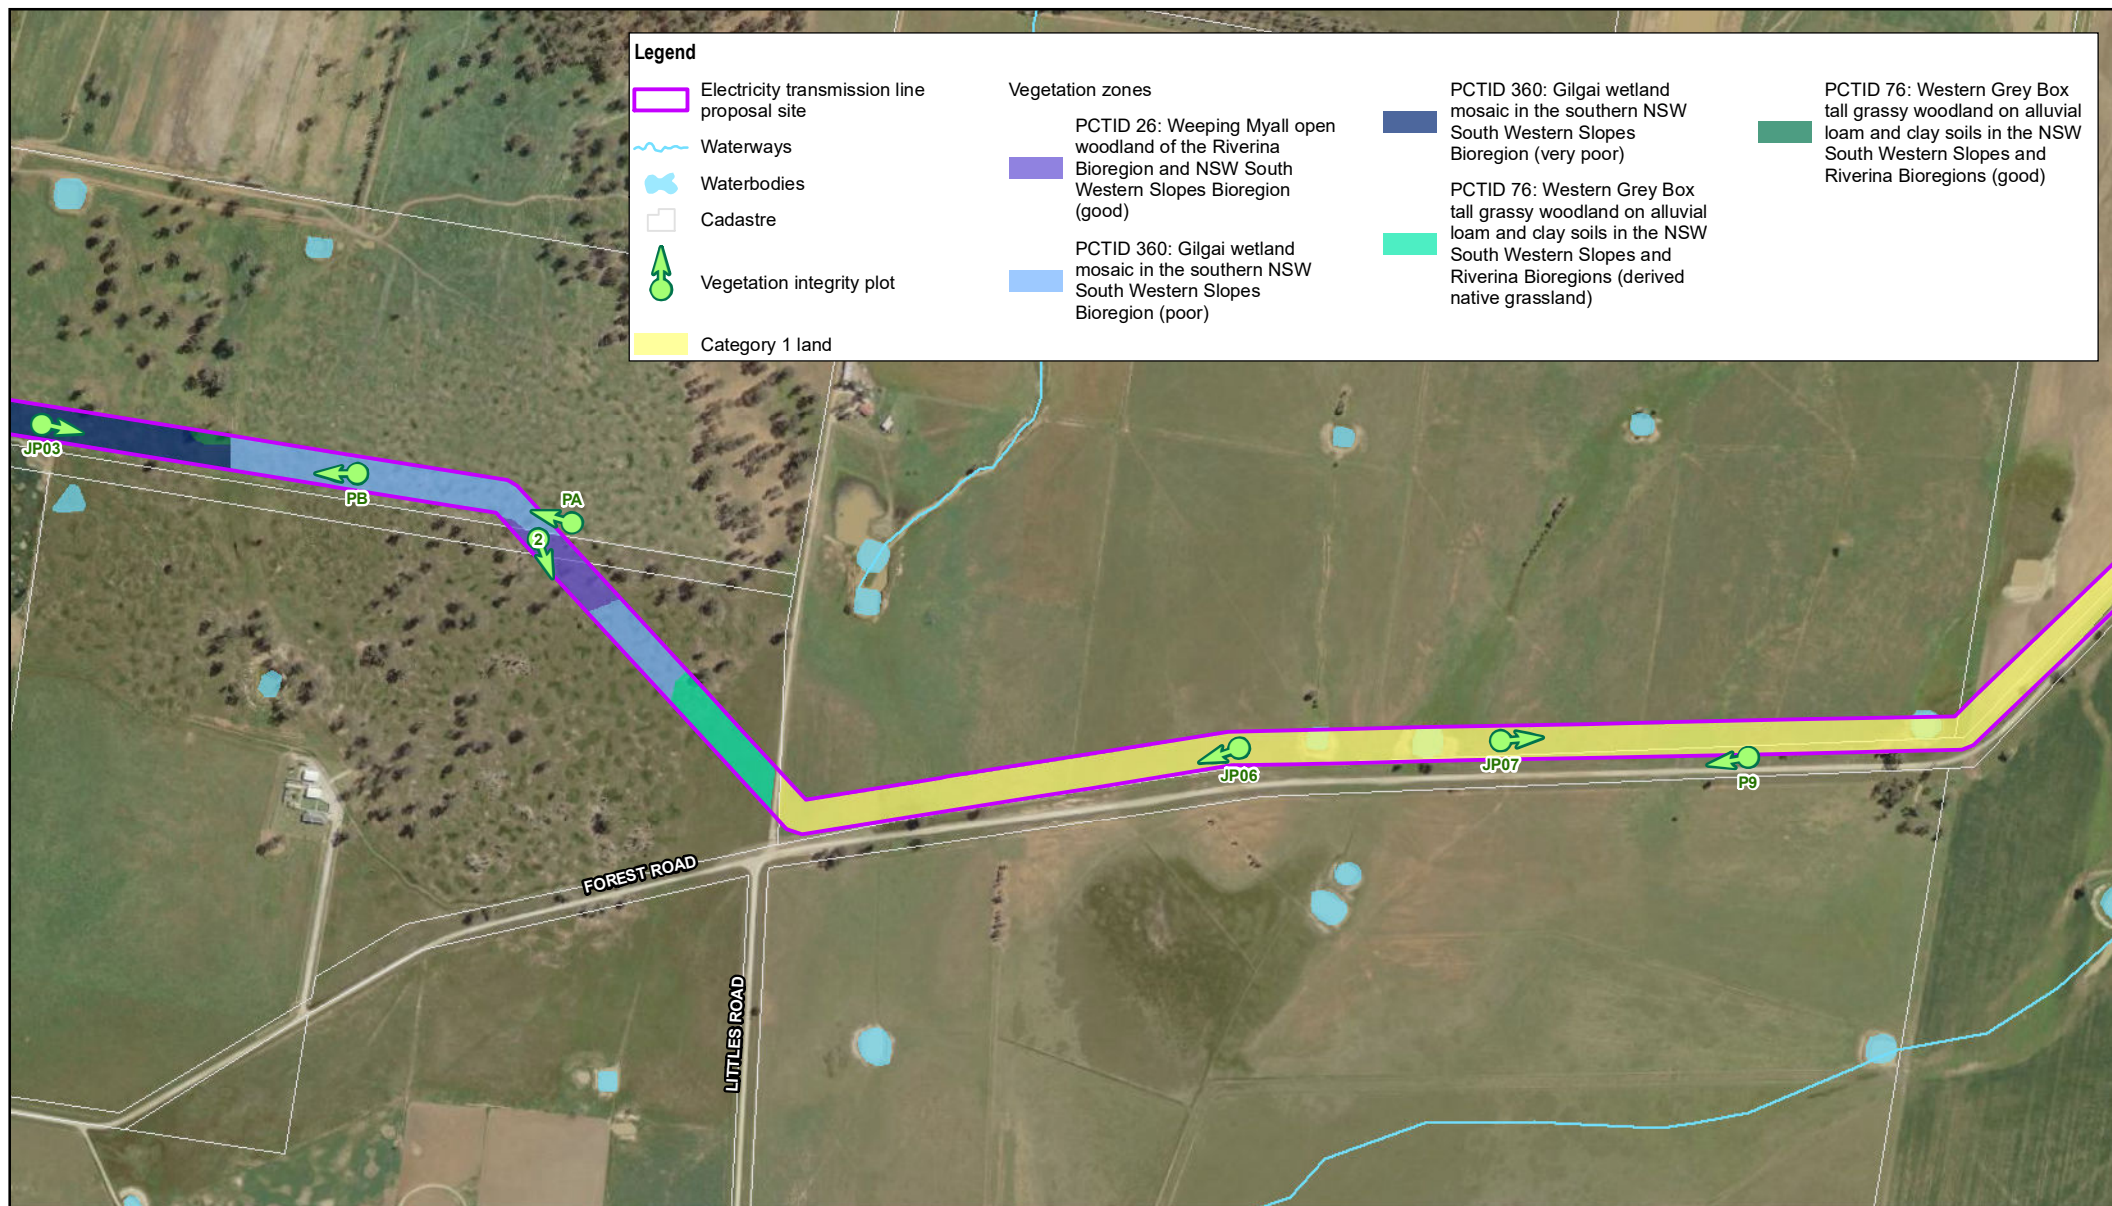 Legend
Electricity transmission line
proposal site
Waterways
Waterbodies
Cadastre
Vegetation integrity plot
Category 1 land
Vegetation zones
PCTID 26: Weeping Myall open
woodland of the Riverina
Bioregion and NSW South
Western Slopes Bioregion
(good)
PCTID 360: Gilgai wetland
mosaic in the southern NSW
South Western Slopes
Bioregion (poor)
PCTID 360: Gilgai wetland
mosaic in the southern NSW
South Western Slopes
Bioregion (very poor)
PCTID 76: Western Grey Box
tall grassy woodland on alluvial
loam and clay soils in the NSW
South Western Slopes and
Riverina Bioregions (derived
native grassland)
PCTID 76: Western Grey Box
tall grassy woodland on alluvial
loam and clay soils in the NSW
South Western Slopes and
Riverina Bioregions (good)
JP03
PB
PA
2
JP06
JP07
P9
FOREST ROAD
LITTLES ROAD